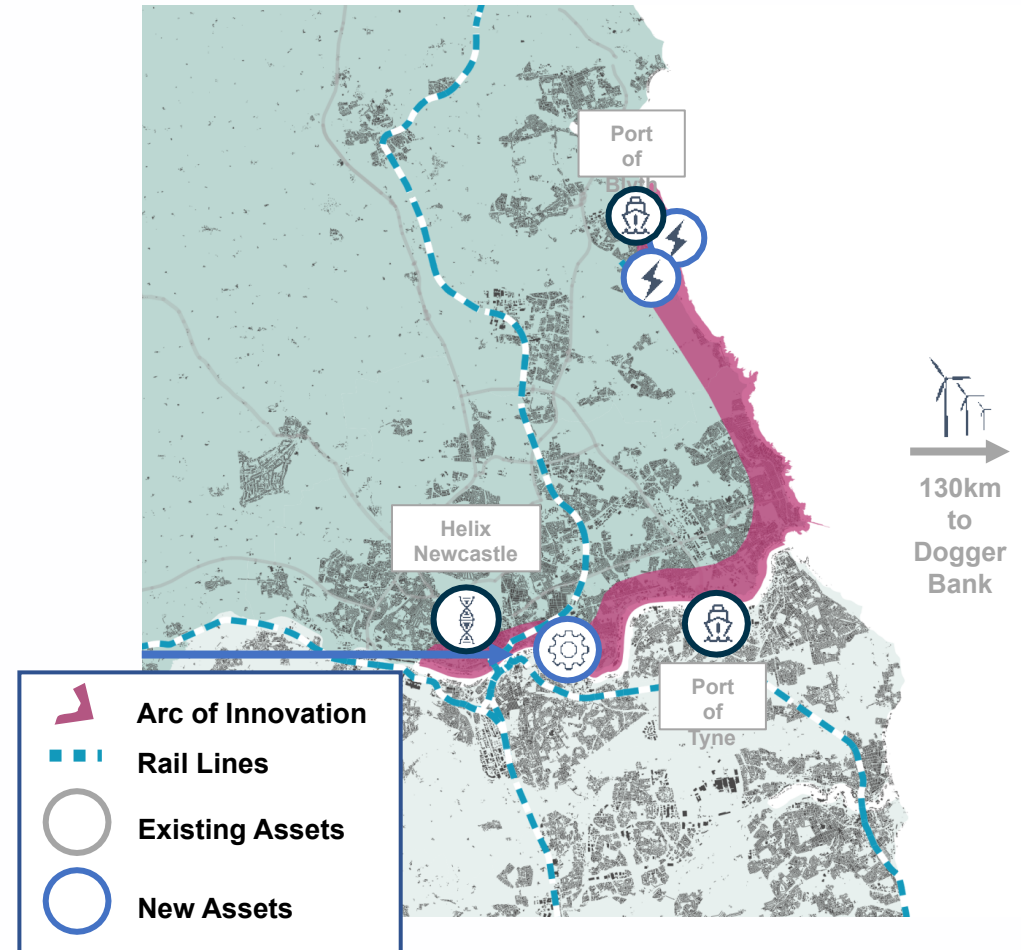 Port
of
Blyth
Helix
Newcastle
130km
to
Dogger
Bank
Port
of
Tyne
Arc of Innovation
Rail Lines
Existing Assets
New Assets